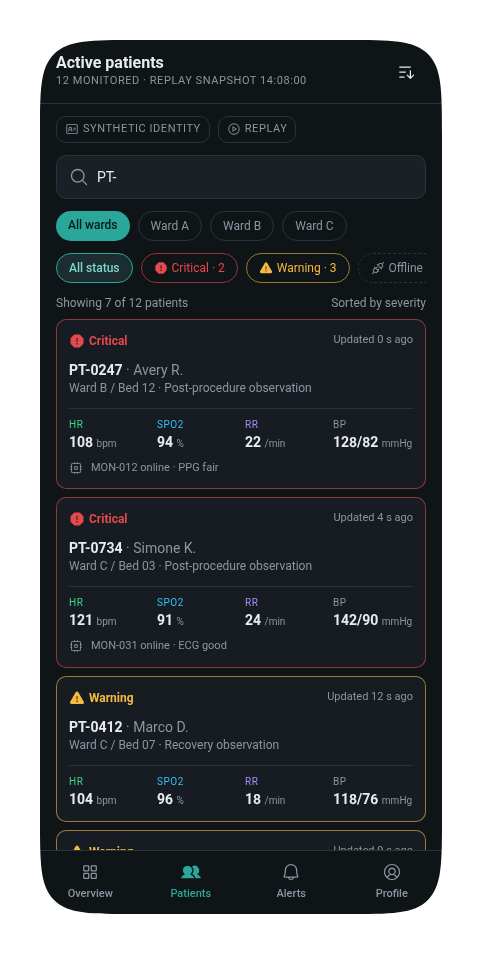 Active patients
12 MONITORED · REPLAY SNAPSHOT 14:08:00
SYNTHETIC IDENTITY REPLAY
PT-
All wards Ward A Ward B Ward C
All status Critical · 2 Warning · 3 Offline
Showing 7 of 12 patients Sorted by severity
Critical Updated 0 s ago
PT-0247 · Avery R.
Ward B / Bed 12 · Post-procedure observation
HR SPO2 RR BP
108 bpm 94 % 22 /min 128/82 mmHg
MON-012 online · PPG fair
Critical Updated 4 s ago
PT-0734 · Simone K.
Ward C / Bed 03 · Post-procedure observation
HR SPO2 RR BP
121 bpm 91 % 24 /min 142/90 mmHg
MON-031 online · ECG good
Warning Updated 12 s ago
PT-0412 · Marco D.
Ward C / Bed 07 · Recovery observation
HR SPO2 RR BP
104 bpm 96 % 18 /min 118/76 mmHg
Warning Updated
Overview Patients Alerts Profile